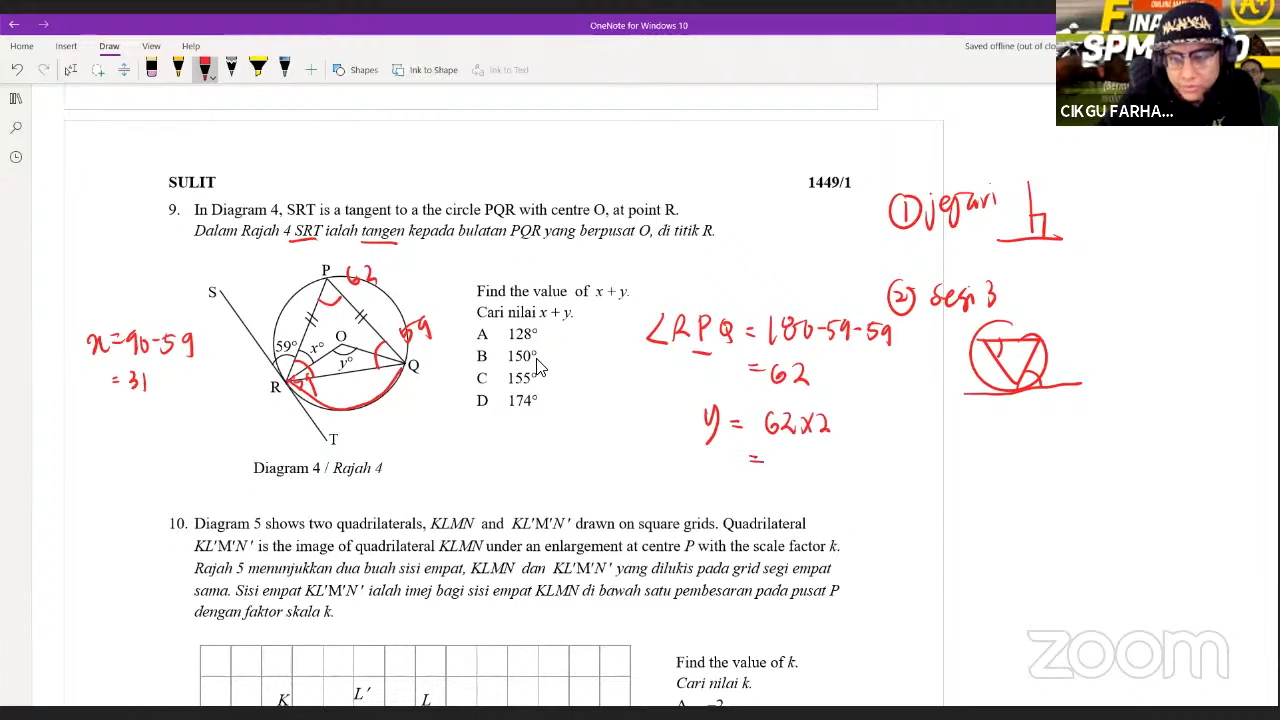 OneNote for Windows 10
Home Insert Draw View Help
Saved offline (out of
Shapes Ink to Shape Ink to Text
FINA
SPM
A+
ONLINE
MALAYSIA
CIKGU FARHA...
SULIT 1449/1
9. In Diagram 4, SRT is a tangent to a the circle PQR with centre O, at point R.
Dalam Rajah 4 SRT ialah tangen kepada bulatan PQR yang berpusat O, di titik R.
P 62
S
59° x° O 59
y° Q
R 59
T
x = 90-59
= 31
Diagram 4 / Rajah 4
Find the value of x + y.
Cari nilai x + y.
A 128°
B 150°
C 155°
D 174°
∠RPQ = 180-59-59
= 62
y = 62x2
=
① jejari
② segi 3
10. Diagram 5 shows two quadrilaterals, KLMN and KL'M'N' drawn on square grids. Quadrilateral
KL'M'N' is the image of quadrilateral KLMN under an enlargement at centre P with the scale factor k.
Rajah 5 menunjukkan dua buah sisi empat, KLMN dan KL'M'N' yang dilukis pada grid segi empat
sama. Sisi empat KL'M'N' ialah imej bagi sisi empat KLMN di bawah satu pembesaran pada pusat P
dengan faktor skala k.
K L' L
Find the value of k.
Cari nilai k.
A −2
zoom